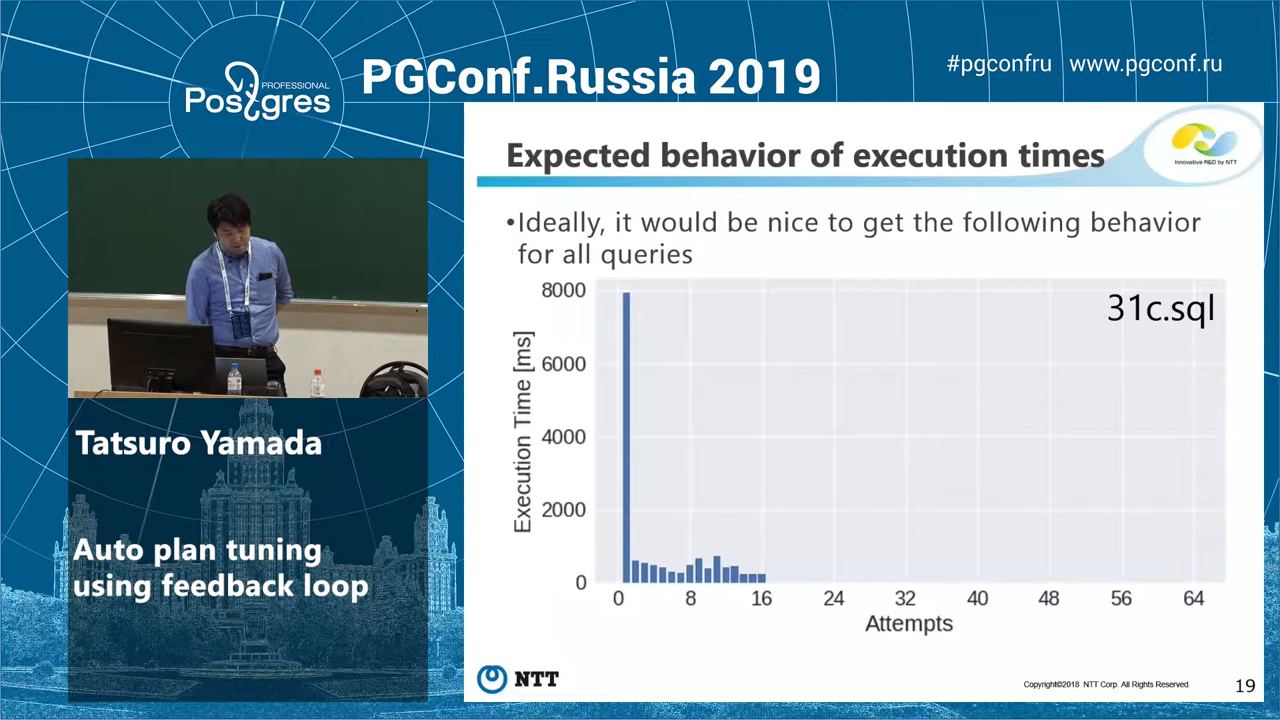 PROFESSIONAL
Postgres
PGConf.Russia 2019
#pgconfru www.pgconf.ru
Expected behavior of execution times
Innovative R&D by NTT
•Ideally, it would be nice to get the following behavior
for all queries
31c.sql
Execution Time [ms]
8000
6000
4000
2000
0
0 8 16 24 32 40 48 56 64
Attempts
Tatsuro Yamada
Auto plan tuning
using feedback loop
NTT
Copyright©2018 NTT Corp. All Rights Reserved.
19